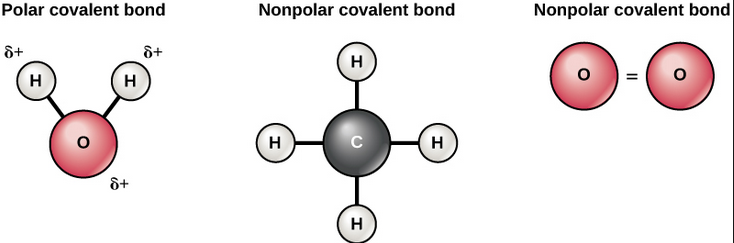 Polar covalent bond
δ+ δ+
H H
O
δ+
Nonpolar covalent bond
H
H C H
H
Nonpolar covalent bond
O = O